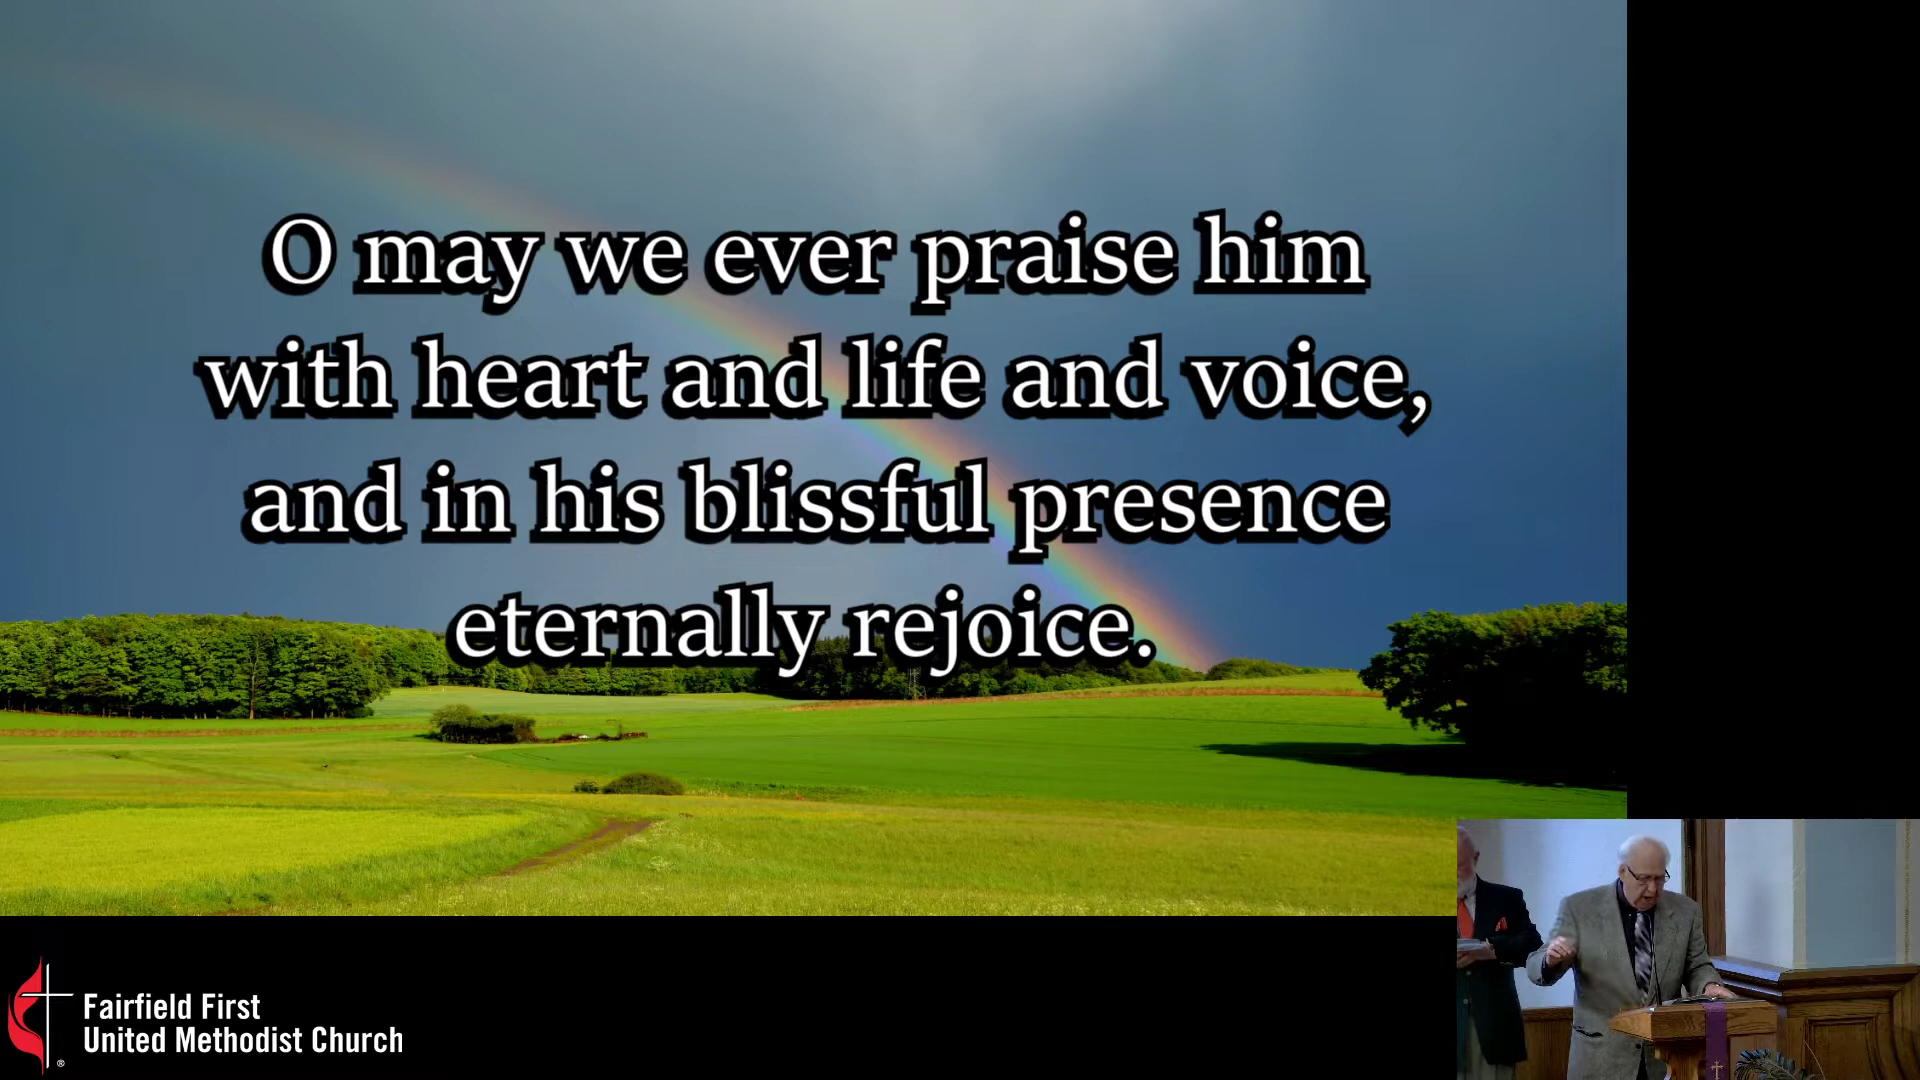 O may we ever praise him
with heart and life and voice,
and in his blissful presence
eternally rejoice.
Fairfield First
United Methodist Church
®